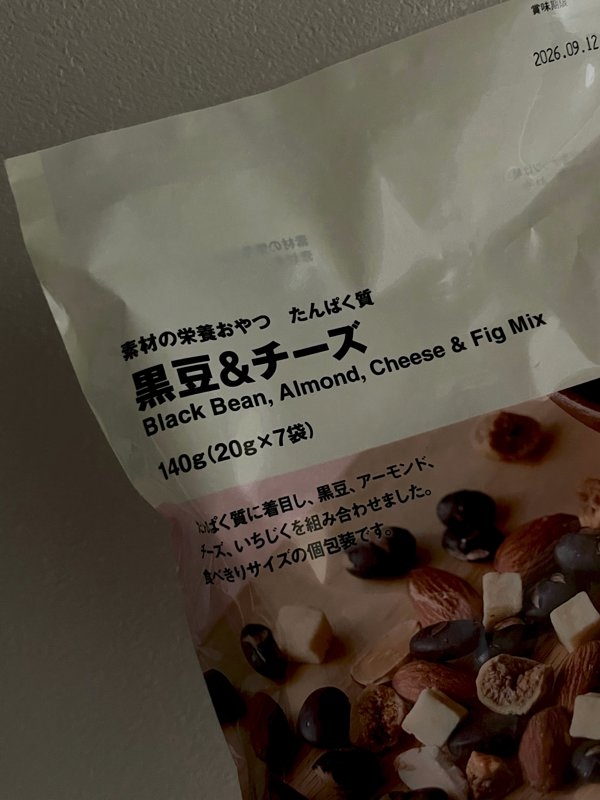 賞味期限
2026.09.12
素材の栄養おやつ　たんぱく質
黒豆&チーズ
Black Bean, Almond, Cheese & Fig Mix
140g(20g×7袋)
ぱく質に着目し、黒豆、アーモンド、
チーズ、いちじくを組み合わせました。
食べきりサイズの個包装です。